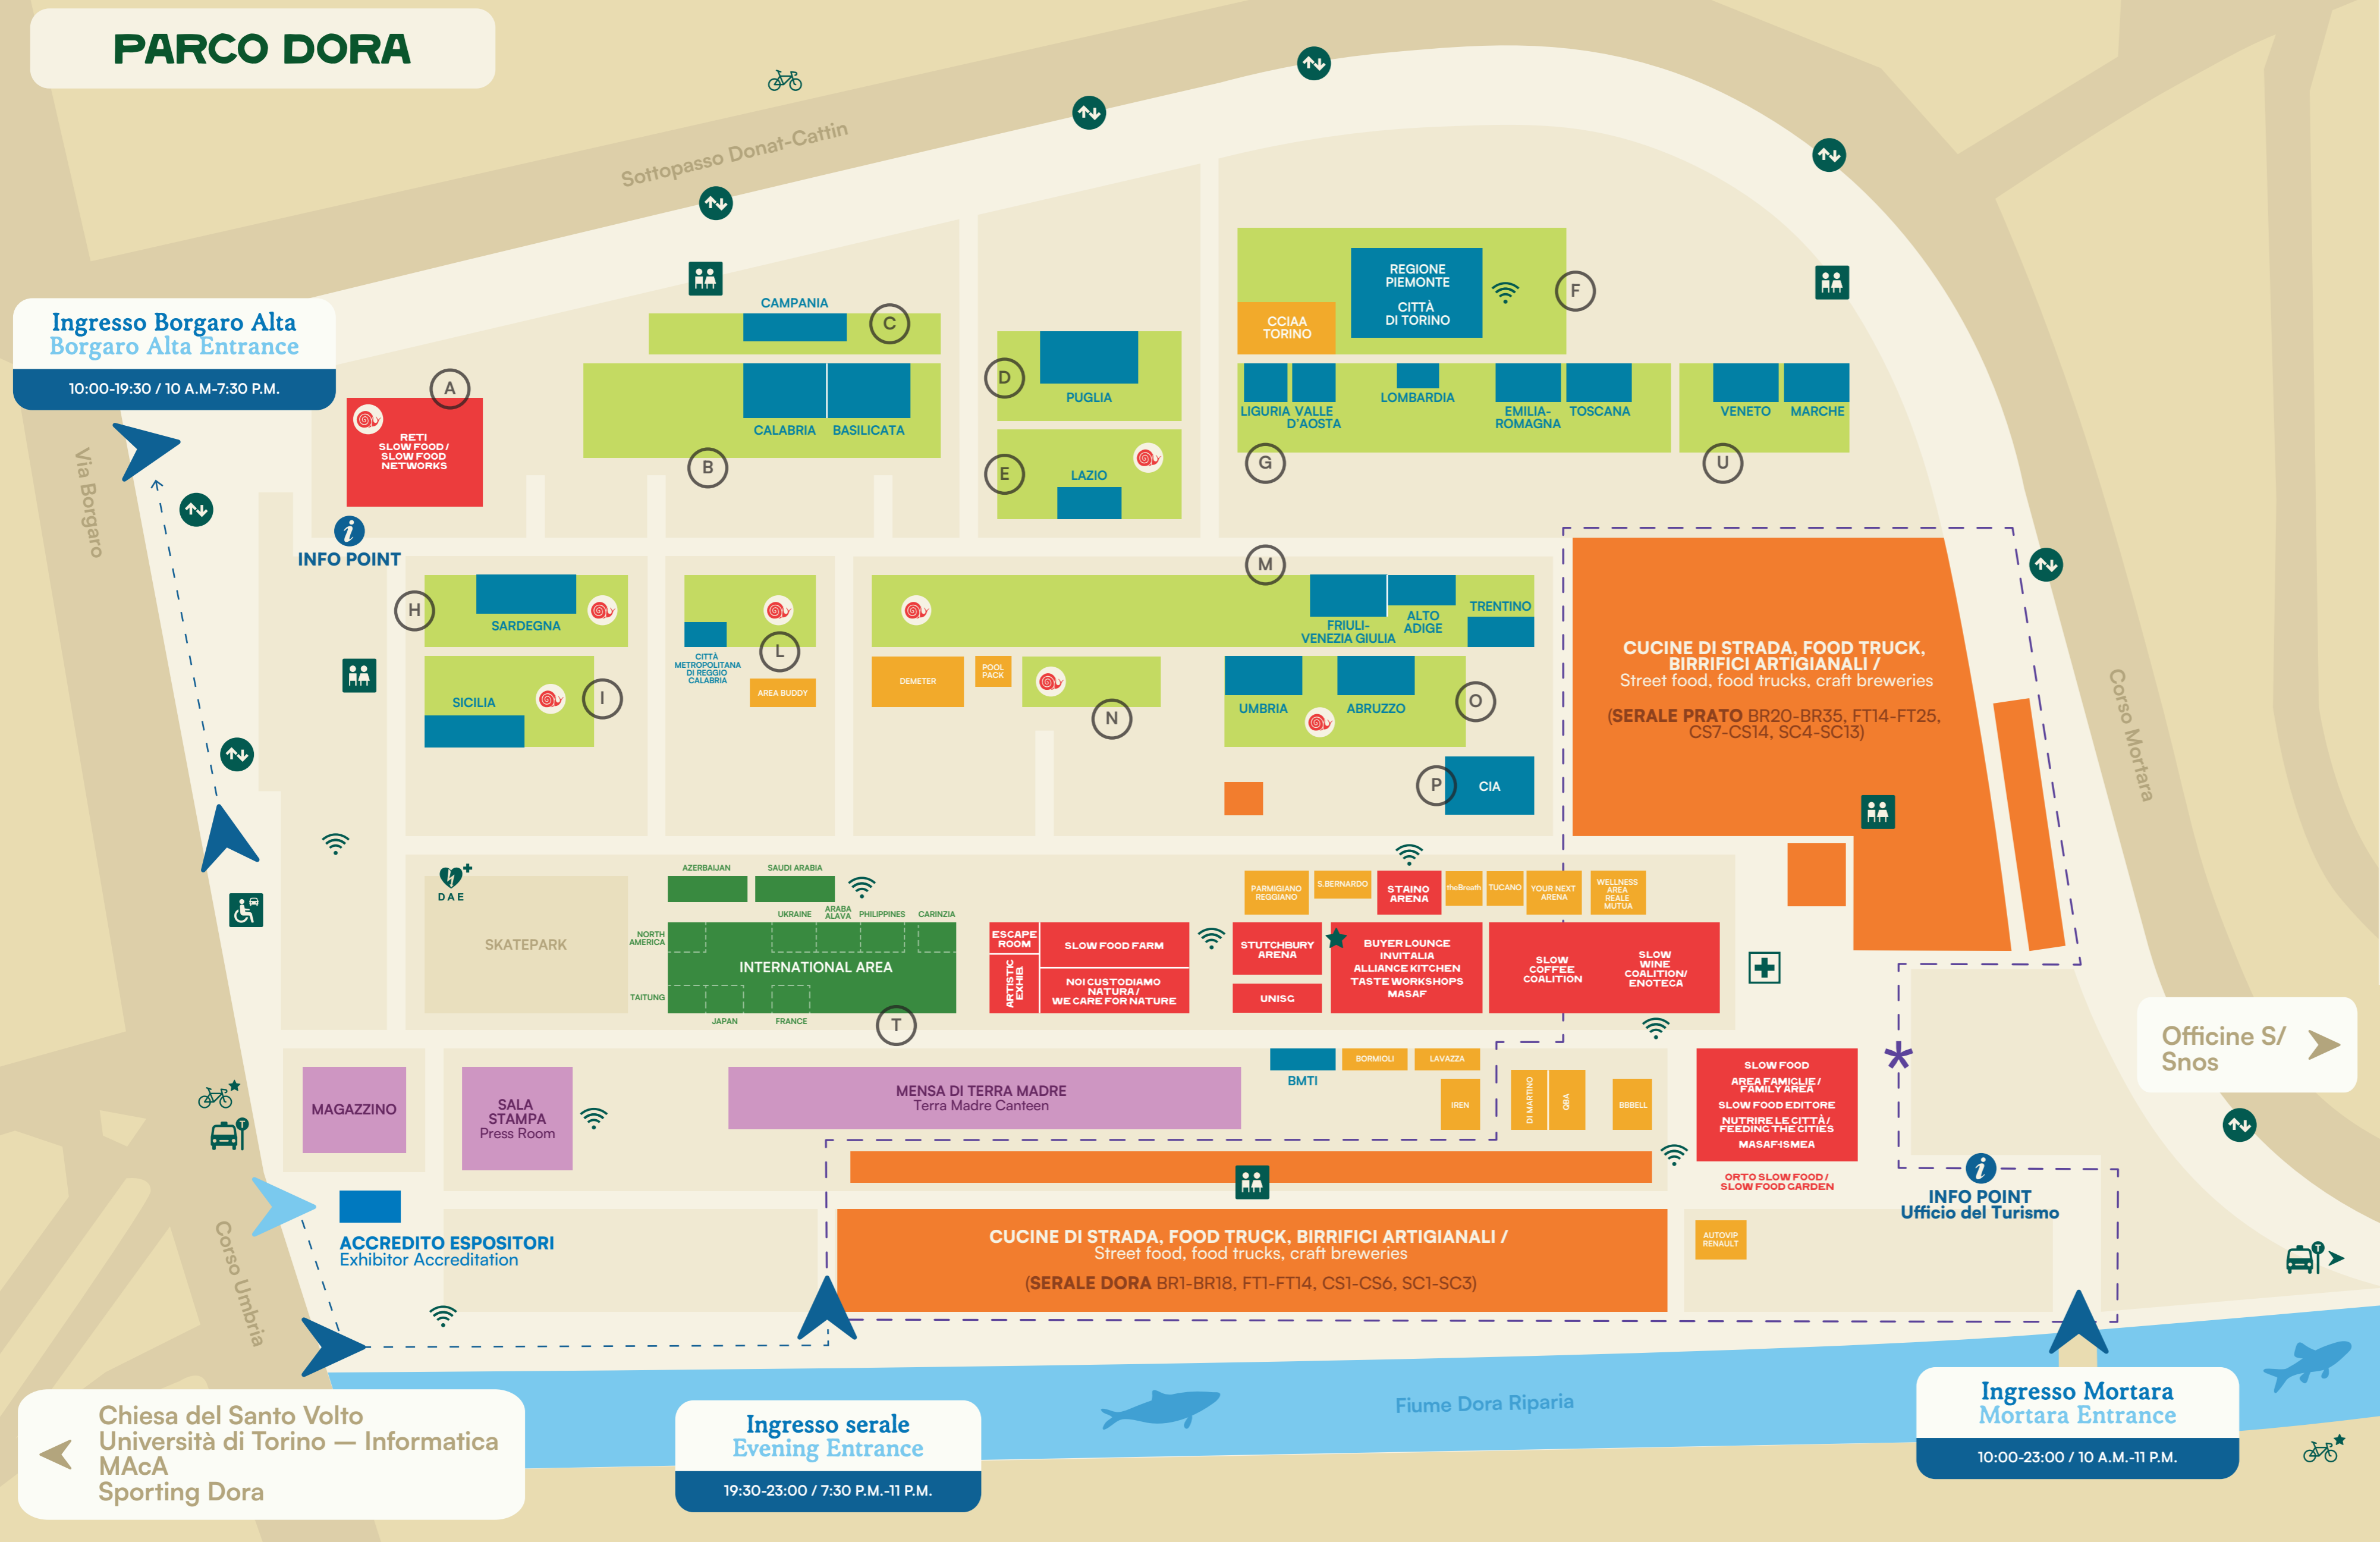 PARCO DORA
Sottopasso Donat-Cattin
Ingresso Borgaro Alta
Borgaro Alta Entrance
10:00-19:30 / 10 A.M-7:30 P.M.
Via Borgaro
A
RETI
SLOW FOOD /
SLOW FOOD
NETWORKS
i
INFO POINT
CAMPANIA
C
CALABRIA
BASILICATA
B
D
PUGLIA
E
LAZIO
REGIONE
PIEMONTE
CITTÀ
DI TORINO
F
CCIAA
TORINO
LIGURIA
VALLE
D'AOSTA
LOMBARDIA
EMILIA-
ROMAGNA
TOSCANA
G
VENETO
MARCHE
U
H
SARDEGNA
SICILIA
I
CITTÀ
METROPOLITANA
DI REGGIO
CALABRIA
L
AREA BUDDY
M
FRIULI-
VENEZIA GIULIA
ALTO
ADIGE
TRENTINO
DEMETER
POOL
PACK
N
UMBRIA
ABRUZZO
O
P
CIA
CUCINE DI STRADA, FOOD TRUCK,
BIRRIFICI ARTIGIANALI /
Street food, food trucks, craft breweries
(SERALE PRATO BR20-BR35, FT14-FT25,
CS7-CS14, SC4-SC13)
Corso Mortara
DAE
SKATEPARK
AZERBAIJAN
SAUDI ARABIA
UKRAINE
ARABA
ALAVA
PHILIPPINES
CARINZIA
NORTH
AMERICA
INTERNATIONAL AREA
TAITUNG
JAPAN
FRANCE
T
ESCAPE
ROOM
ARTISTIC
EXHIB.
SLOW FOOD FARM
NOI CUSTODIAMO
NATURA /
WE CARE FOR NATURE
PARMIGIANO
REGGIANO
S.BERNARDO
STAINO
ARENA
theBreath
TUCANO
YOUR NEXT
ARENA
WELLNESS
AREA
REALE
MUTUA
STUTCHBURY
ARENA
UNISG
BUYER LOUNGE
INVITALIA
ALLIANCE KITCHEN
TASTE WORKSHOPS
MASAF
SLOW
COFFEE
COALITION
SLOW
WINE
COALITION/
ENOTECA
Officine S/
Snos
MAGAZZINO
SALA
STAMPA
Press Room
MENSA DI TERRA MADRE
Terra Madre Canteen
BMTI
BORMIOLI
LAVAZZA
IREN
DI MARTINO
QBA
BBBELL
SLOW FOOD
AREA FAMIGLIE /
FAMILY AREA
SLOW FOOD EDITORE
NUTRIRE LE CITTÀ /
FEEDING THE CITIES
MASAF-ISMEA
ORTO SLOW FOOD /
SLOW FOOD GARDEN
*
i
INFO POINT
Ufficio del Turismo
T
T
ACCREDITO ESPOSITORI
Exhibitor Accreditation
Corso Umbria
CUCINE DI STRADA, FOOD TRUCK, BIRRIFICI ARTIGIANALI /
Street food, food trucks, craft breweries
(SERALE DORA BR1-BR18, FT1-FT14, CS1-CS6, SC1-SC3)
AUTOVIP
RENAULT
Chiesa del Santo Volto
Università di Torino — Informatica
MAcA
Sporting Dora
Ingresso serale
Evening Entrance
19:30-23:00 / 7:30 P.M.-11 P.M.
Fiume Dora Riparia
Ingresso Mortara
Mortara Entrance
10:00-23:00 / 10 A.M.-11 P.M.